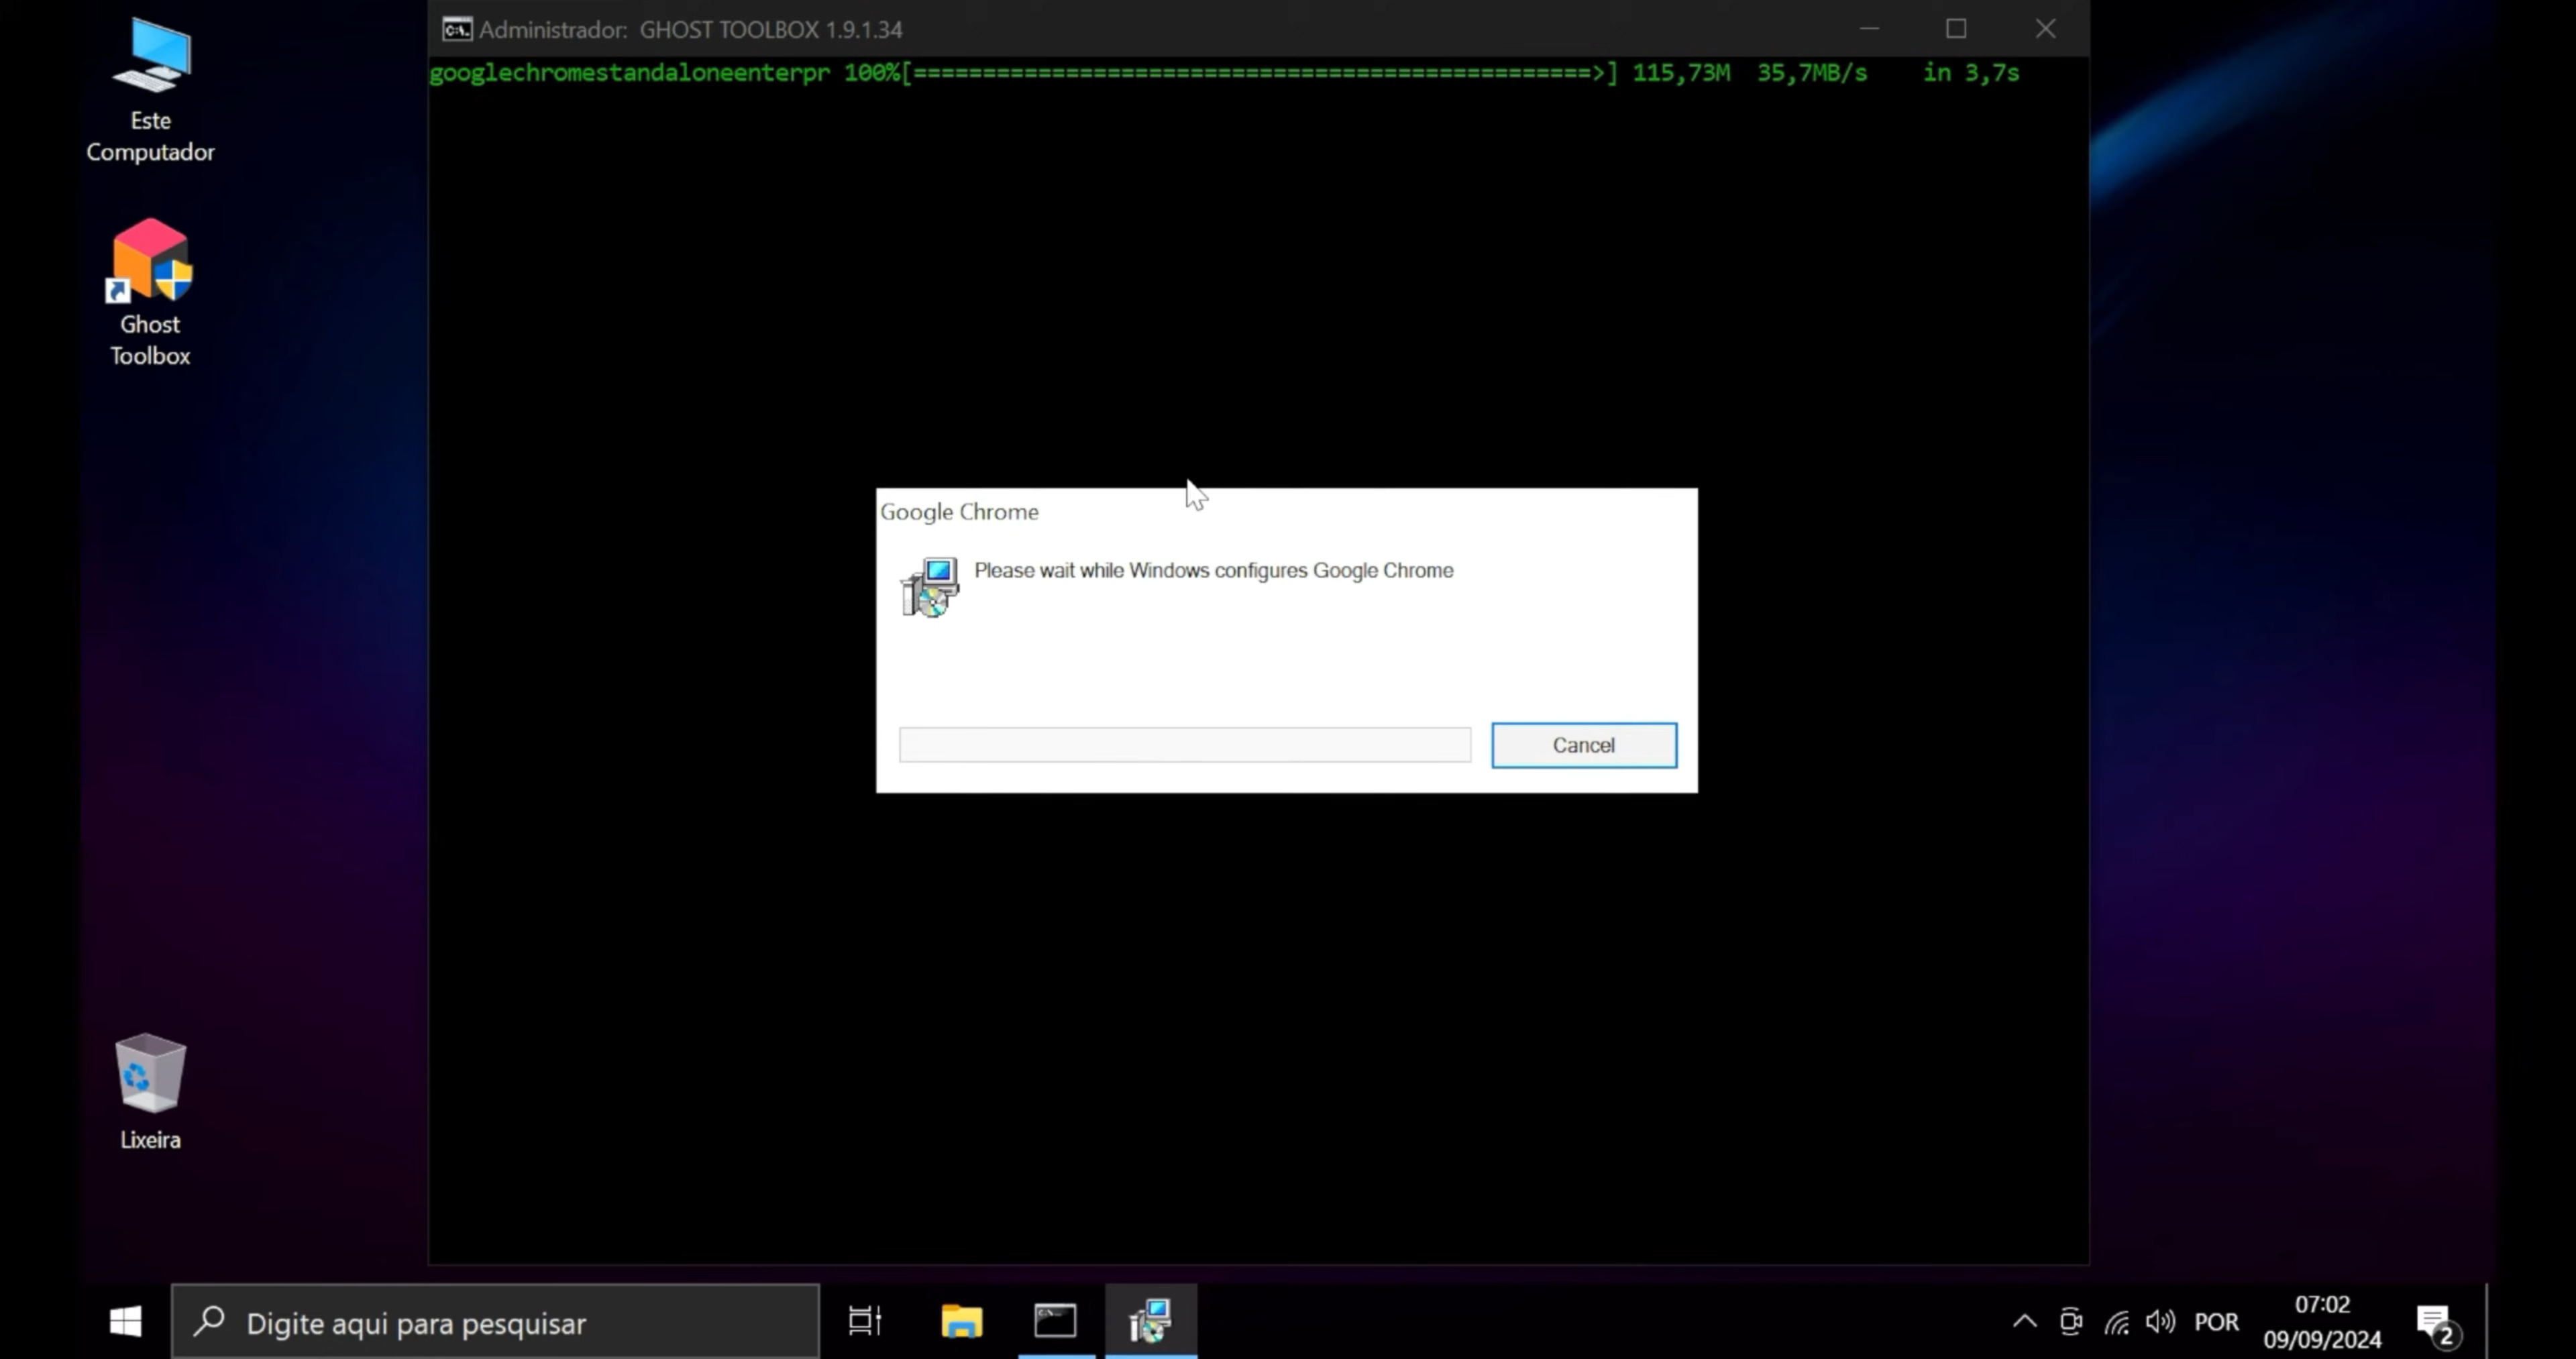 Este
Computador
Ghost
Toolbox
Lixeira
Administrador: GHOST TOOLBOX 1.9.1.34
googlechromestandaloneenterpr 100%[=================================================>] 115,73M 35,7MB/s in 3,7s
Google Chrome
Please wait while Windows configures Google Chrome
Cancel
Digite aqui para pesquisar
POR
07:02
09/09/2024
2